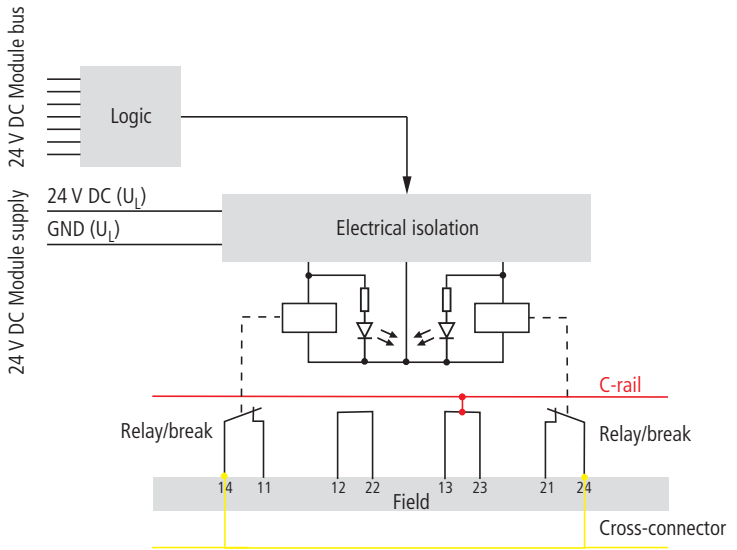 24 V DC Module bus
Logic
24 V DC Module supply
24 V DC (UL)
GND (UL)
Electrical isolation
C-rail
Relay/break
Relay/break
14 11 12 22 13 23 21 24
Field
Cross-connector